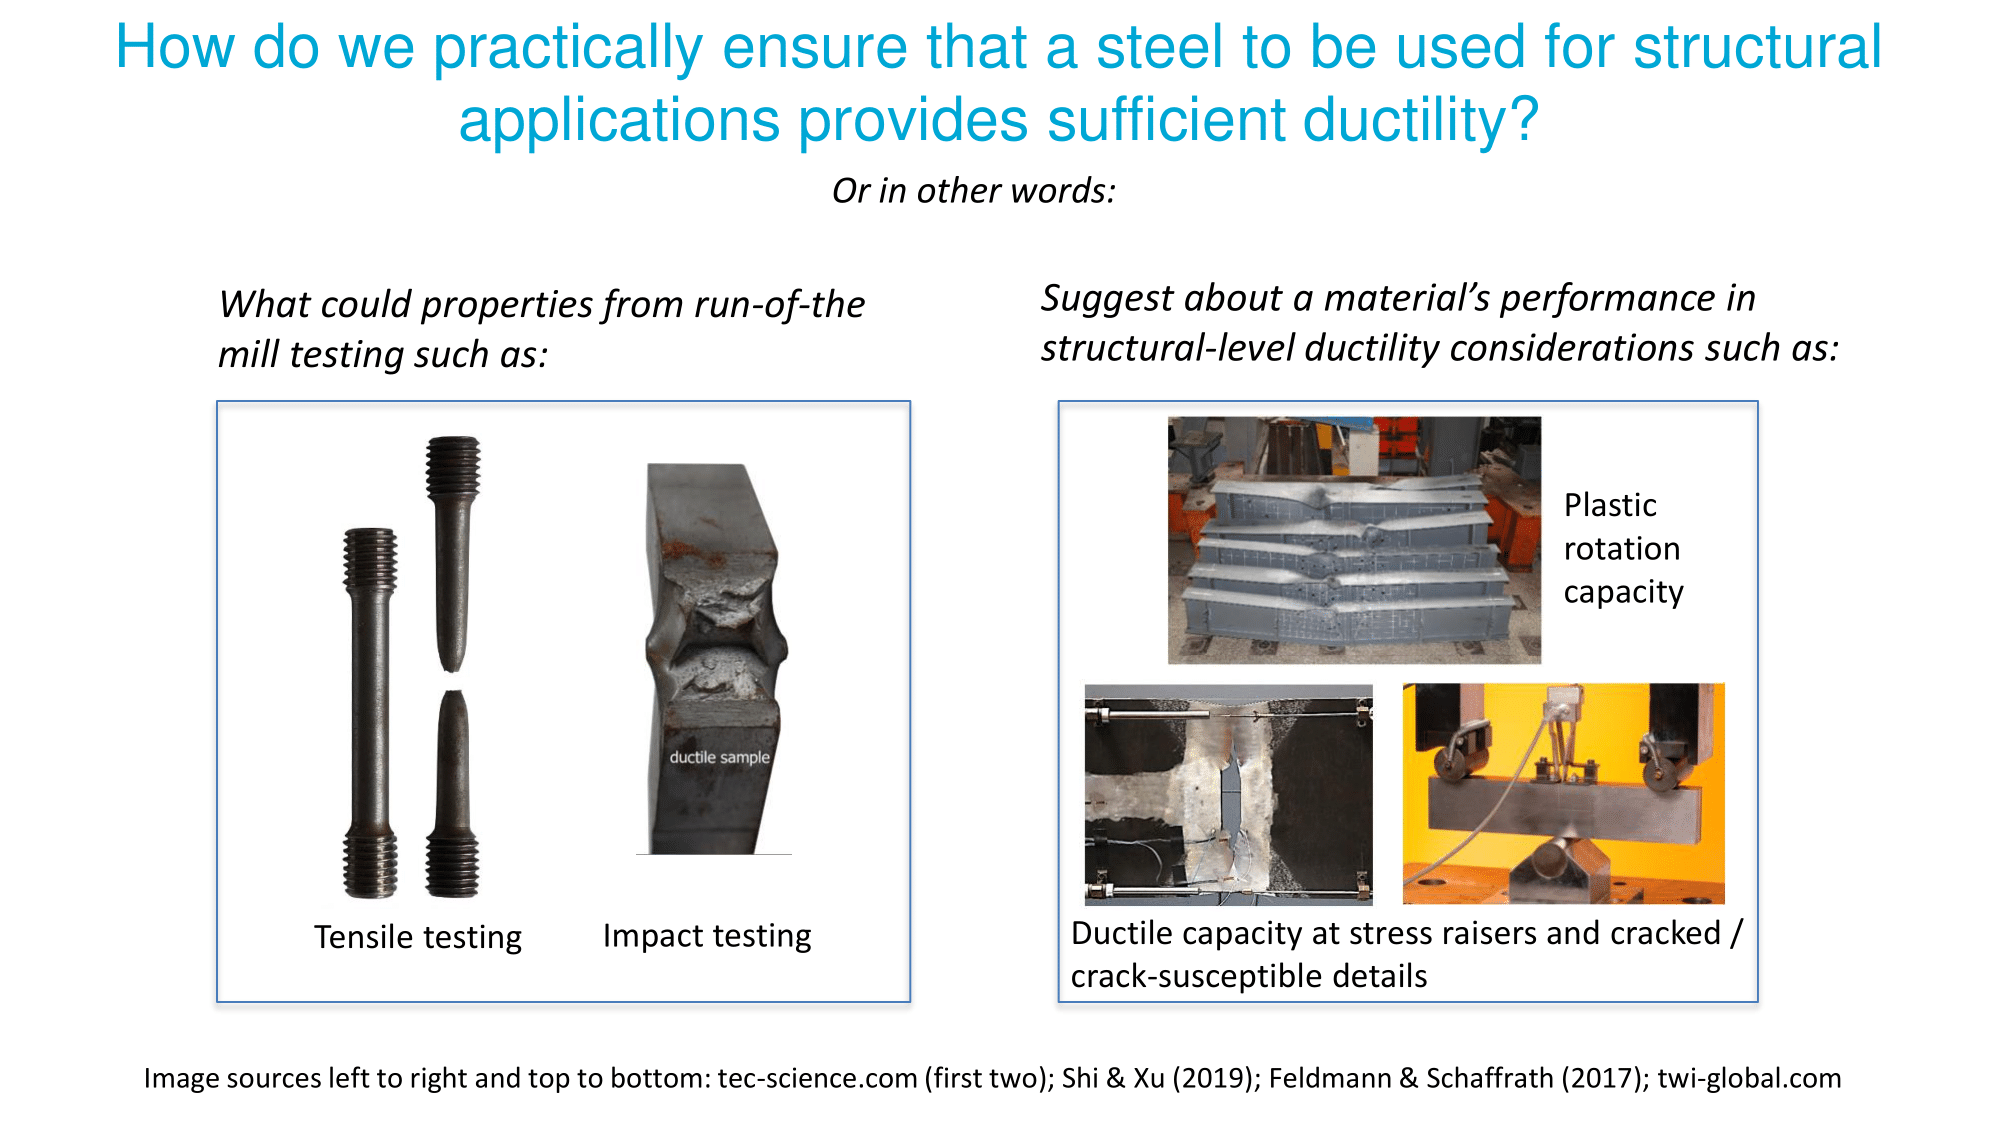 How do we practically ensure that a steel to be used for structural
applications provides sufficient ductility?
Or in other words:
What could properties from run-of-the
mill testing such as:
Suggest about a material’s performance in
structural-level ductility considerations such as:
ductile sample
Tensile testing
Impact testing
Plastic
rotation
capacity
Ductile capacity at stress raisers and cracked /
crack-susceptible details
Image sources left to right and top to bottom: tec-science.com (first two); Shi & Xu (2019); Feldmann & Schaffrath (2017); twi-global.com